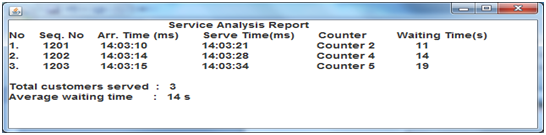 Service Analysis Report
No Seq. No Arr. Time (ms) Serve Time(ms) Counter Waiting Time(s)
1. 1201 14:03:10 14:03:21 Counter 2 11
2. 1202 14:03:14 14:03:28 Counter 4 14
3. 1203 14:03:15 14:03:34 Counter 5 19
Total customers served : 3
Average waiting time : 14 s